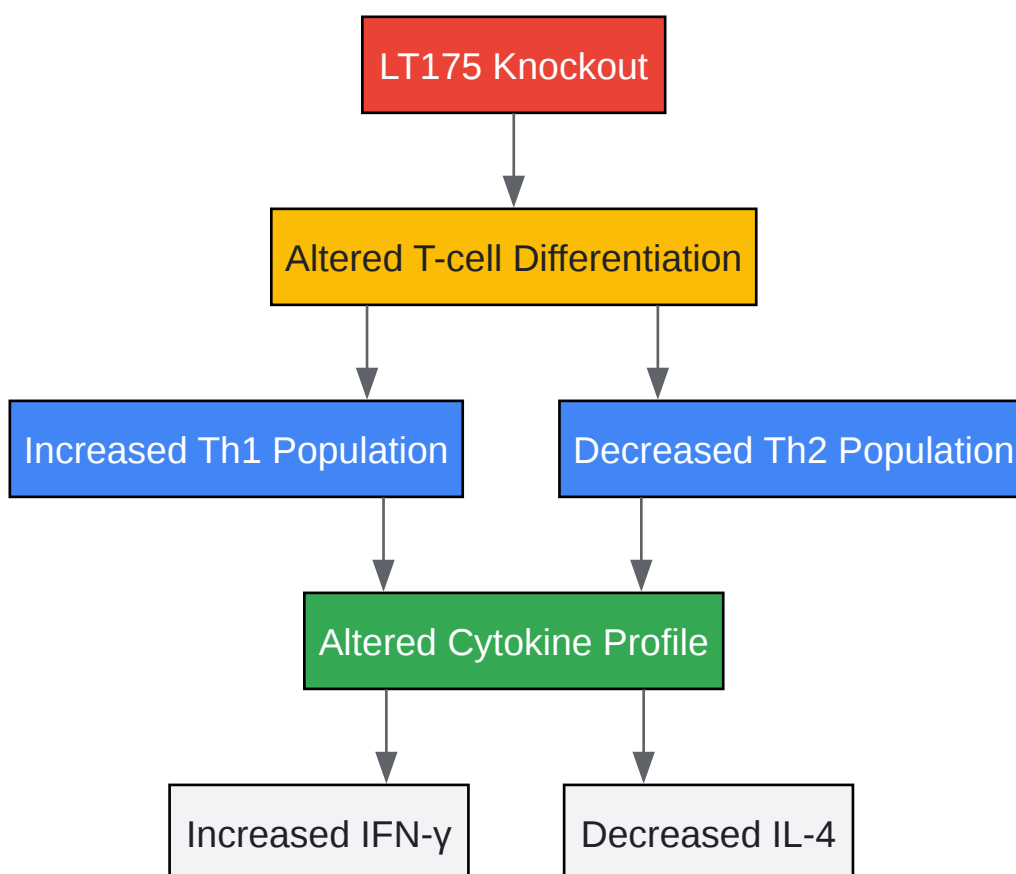 LT175 Knockout
Altered T-cell Differentiation
Increased Th1 Population
Decreased Th2 Population
Altered Cytokine Profile
Increased IFN-γ
Decreased IL-4